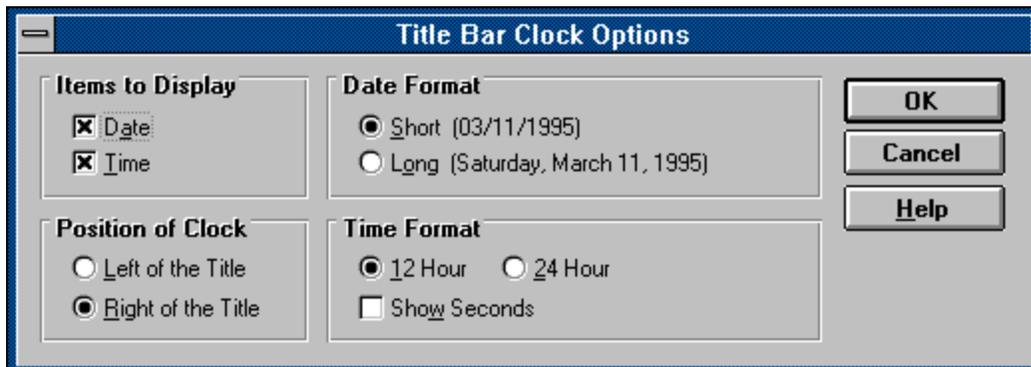 Title Bar Clock Options
Items to Display
Date
Time
Date Format
Short (03/11/1995)
Long (Saturday, March 11, 1995)
Position of Clock
Left of the Title
Right of the Title
Time Format
12 Hour 24 Hour
Show Seconds
OK
Cancel
Help